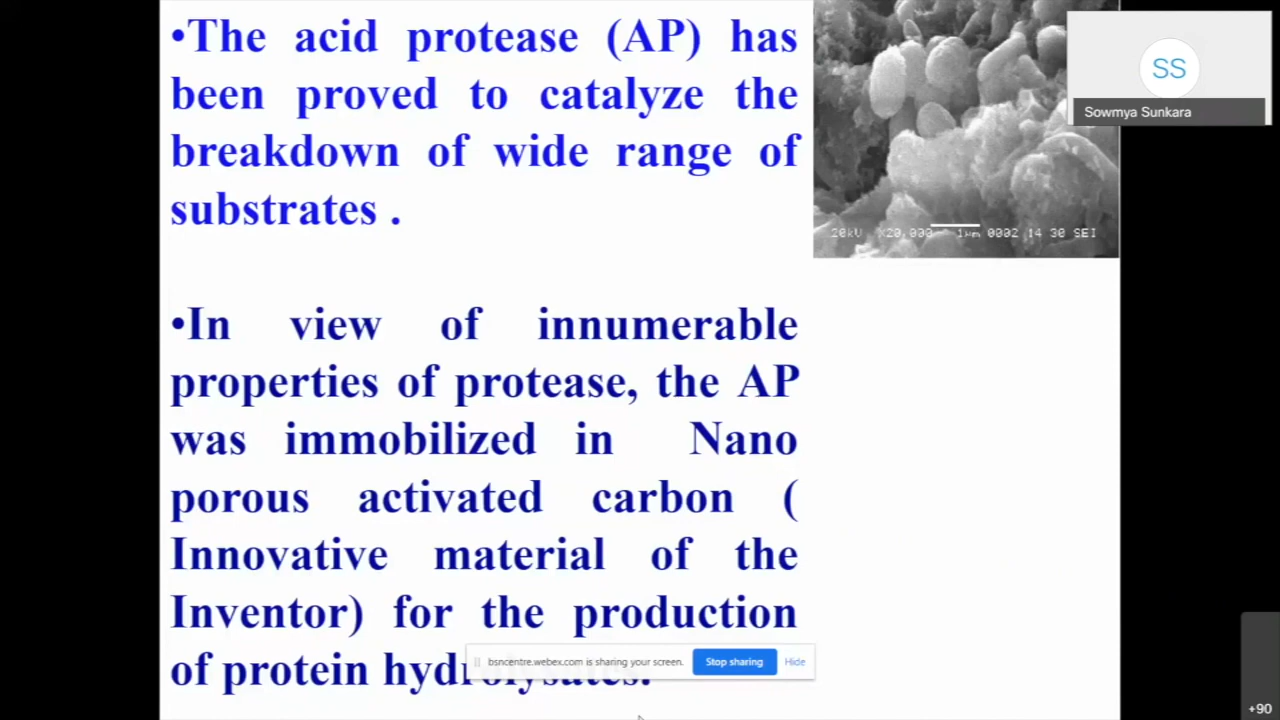 •The acid protease (AP) has
been proved to catalyze the
breakdown of wide range of
substrates .
•In view of innumerable
properties of protease, the AP
was immobilized in Nano
porous activated carbon (
Innovative material of the
Inventor) for the production
of protein hydrolysates.
20kV X20,000 1µm 0002 14 30 SEI
SS
Sowmya Sunkara
bsncentre.webex.com is sharing your screen. Stop sharing Hide
+90